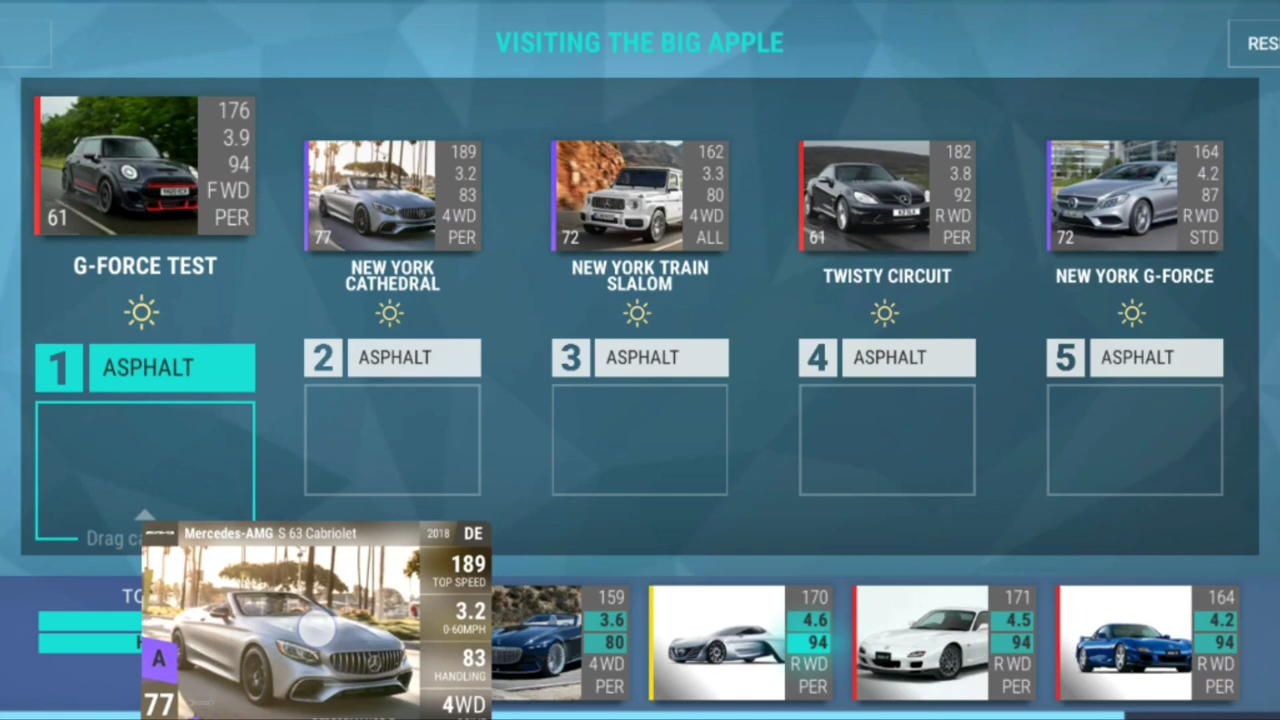 VISITING THE BIG APPLE
RES
176
3.9
94
FWD
PER
61
G-FORCE TEST
1 ASPHALT
Drag ca
189
3.2
83
4WD
PER
77
NEW YORK
CATHEDRAL
2 ASPHALT
162
3.3
80
4WD
ALL
72
NEW YORK TRAIN
SLALOM
3 ASPHALT
182
3.8
92
RWD
PER
61
TWISTY CIRCUIT
4 ASPHALT
164
4.2
87
RWD
STD
72
NEW YORK G-FORCE
5 ASPHALT
TO
H
Mercedes-AMG S 63 Cabriolet 2018 DE
189
TOP SPEED
3.2
0-60MPH
83
HANDLING
4WD
A
77
159
3.6
80
4WD
PER
170
4.6
94
RWD
PER
171
4.5
94
RWD
PER
164
4.2
94
RWD
PER